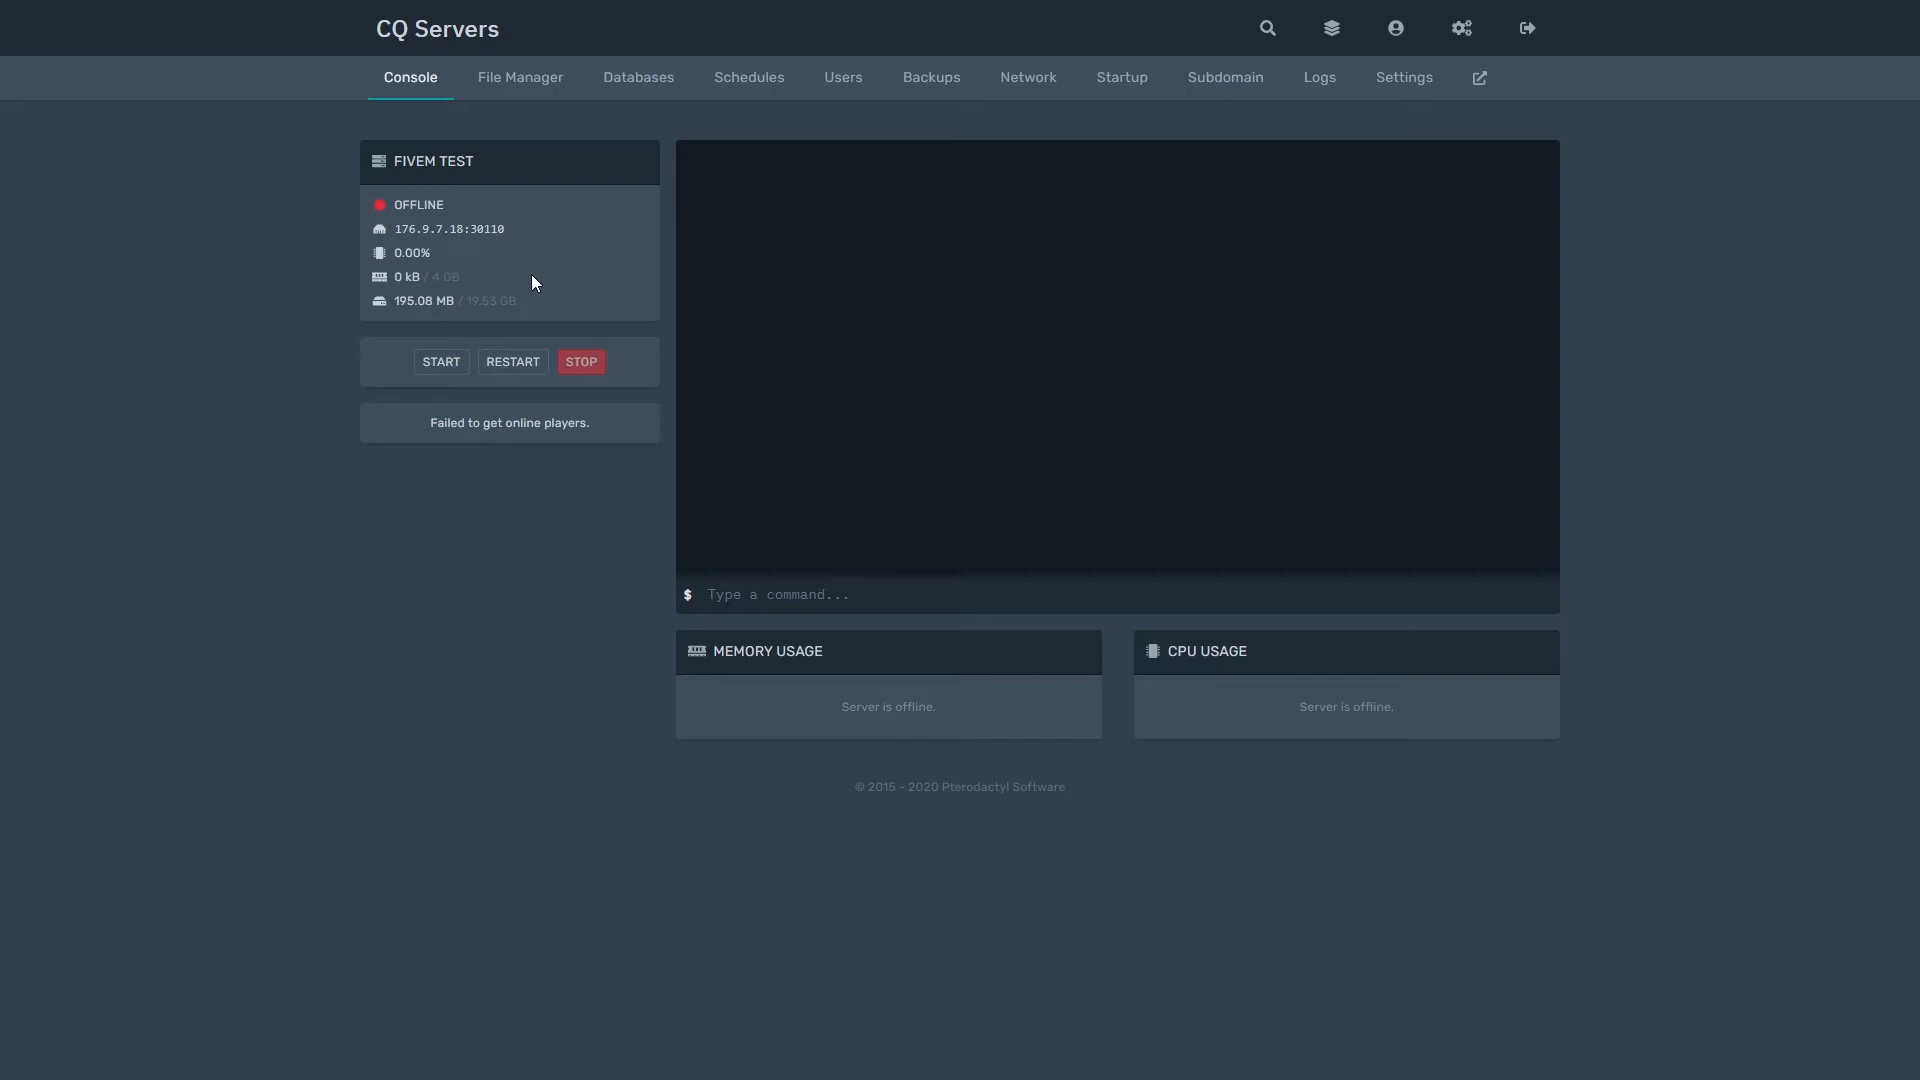 CQ Servers
Console File Manager Databases Schedules Users Backups Network Startup Subdomain Logs Settings
FIVEM TEST
OFFLINE
176.9.7.18:30110
0.00%
0 kB / 4 GB
195.08 MB / 19.53 GB
START RESTART STOP
Failed to get online players.
$ Type a command...
MEMORY USAGE
Server is offline.
CPU USAGE
Server is offline.
© 2015 - 2020 Pterodactyl Software